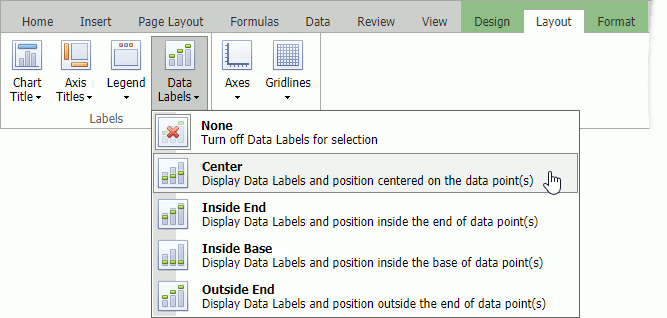 Home Insert Page Layout Formulas Data Review View Design Layout Format
Chart Axis Legend Data Axes Gridlines
Title Titles Labels
Labels
None
Turn off Data Labels for selection
Center
Display Data Labels and position centered on the data point(s)
Inside End
Display Data Labels and position inside the end of data point(s)
Inside Base
Display Data Labels and position inside the base of data point(s)
Outside End
Display Data Labels and position outside the end of data point(s)